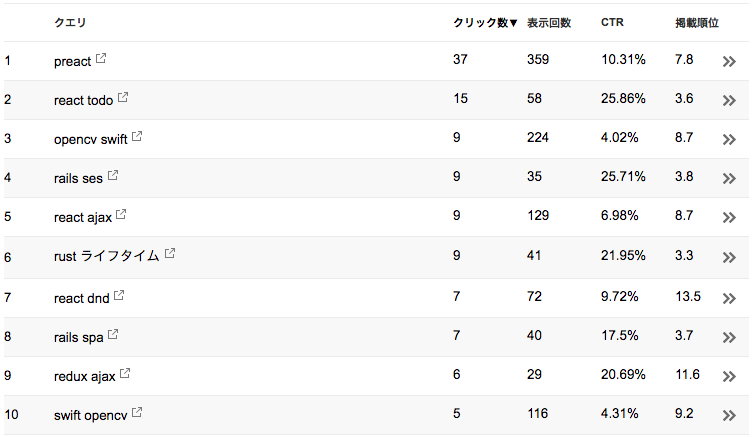 クエリ クリック数▼ 表示回数 CTR 掲載順位
1 preact 37 359 10.31% 7.8
2 react todo 15 58 25.86% 3.6
3 opencv swift 9 224 4.02% 8.7
4 rails ses 9 35 25.71% 3.8
5 react ajax 9 129 6.98% 8.7
6 rust ライフタイム 9 41 21.95% 3.3
7 react dnd 7 72 9.72% 13.5
8 rails spa 7 40 17.5% 3.7
9 redux ajax 6 29 20.69% 11.6
10 swift opencv 5 116 4.31% 9.2